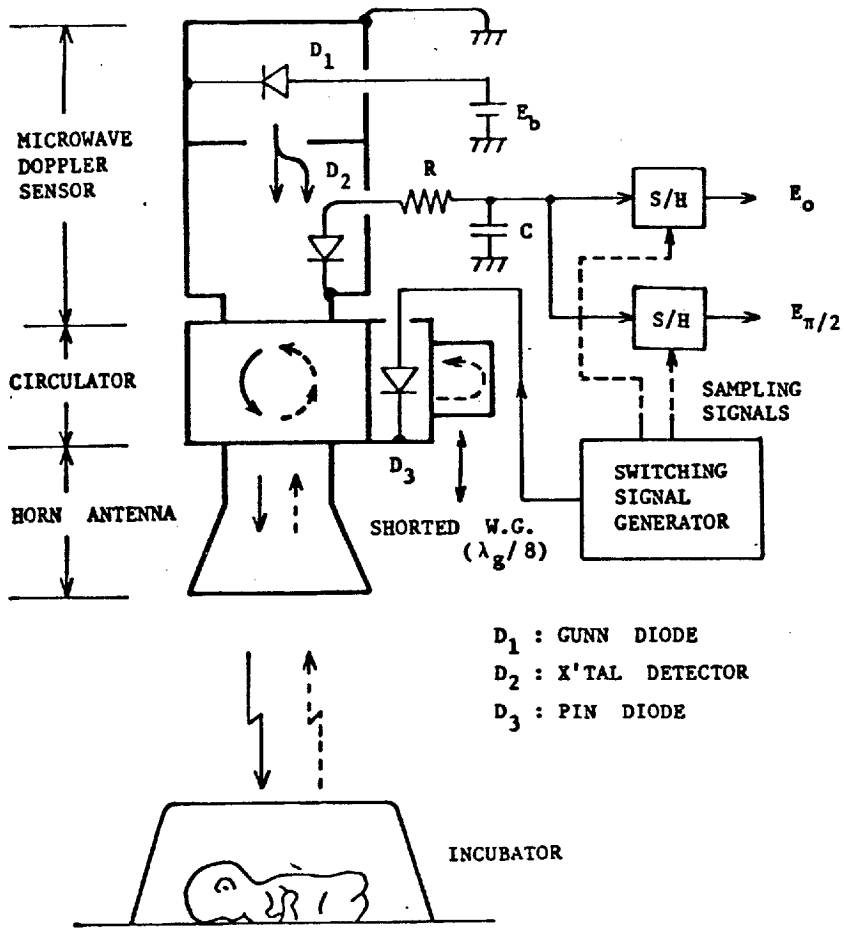 D1
Eb
MICROWAVE
DOPPLER
SENSOR
D2
R
C
S/H
Eo
S/H
Eπ/2
CIRCULATOR
SAMPLING
SIGNALS
D3
HORN ANTENNA
SHORTED W.G.
(λg/8)
SWITCHING
SIGNAL
GENERATOR
D1 : GUNN DIODE
D2 : X'TAL DETECTOR
D3 : PIN DIODE
INCUBATOR